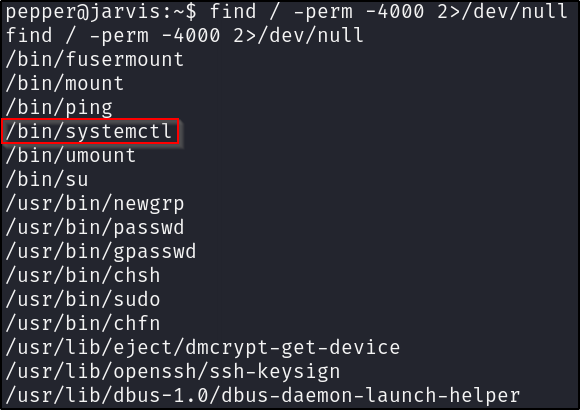 pepper@jarvis:~$ find / -perm -4000 2>/dev/null
find / -perm -4000 2>/dev/null
/bin/fusermount
/bin/mount
/bin/ping
/bin/systemctl
/bin/umount
/bin/su
/usr/bin/newgrp
/usr/bin/passwd
/usr/bin/gpasswd
/usr/bin/chsh
/usr/bin/sudo
/usr/bin/chfn
/usr/lib/eject/dmcrypt-get-device
/usr/lib/openssh/ssh-keysign
/usr/lib/dbus-1.0/dbus-daemon-launch-helper